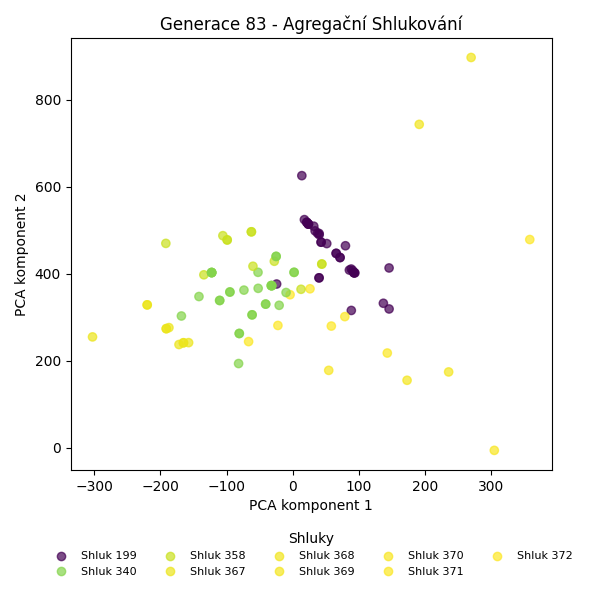 Generace 83 - Agregační Shlukování
PCA komponent 2
800
600
400
200
0
−300 −200 −100 0 100 200 300
PCA komponent 1
Shluky
Shluk 199 Shluk 358 Shluk 368 Shluk 370 Shluk 372
Shluk 340 Shluk 367 Shluk 369 Shluk 371